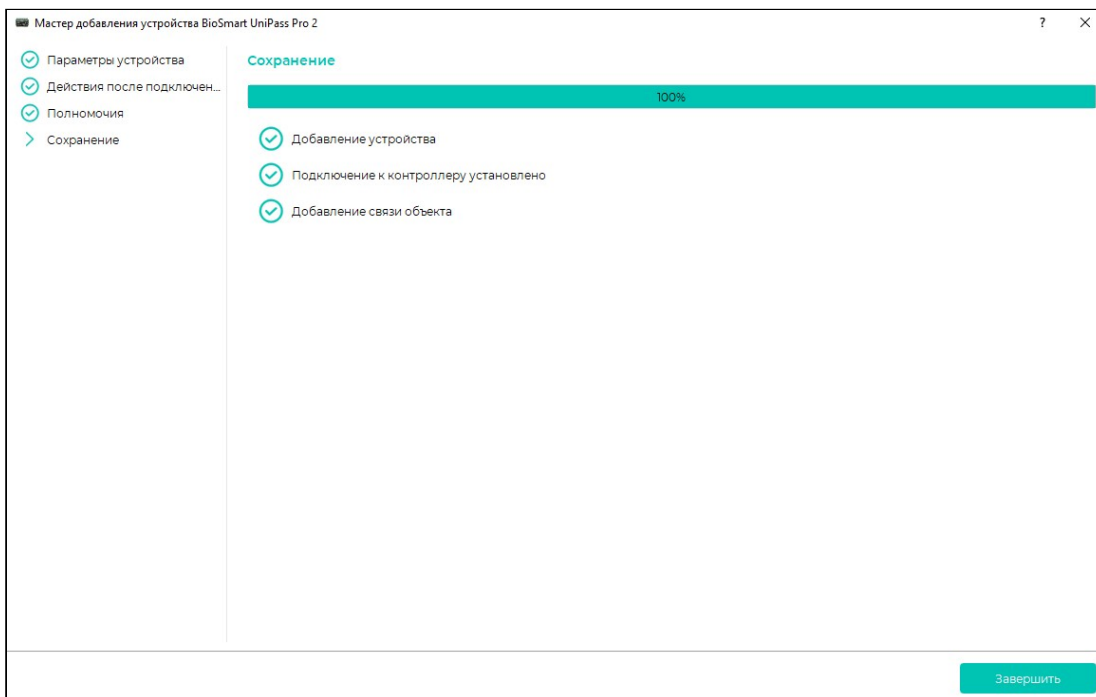 Мастер добавления устройства BioSmart UniPass Pro 2
?
Параметры устройства
Действия после подключен...
Полномочия
Сохранение
Сохранение
100%
Добавление устройства
Подключение к контроллеру установлено
Добавление связи объекта
Завершить